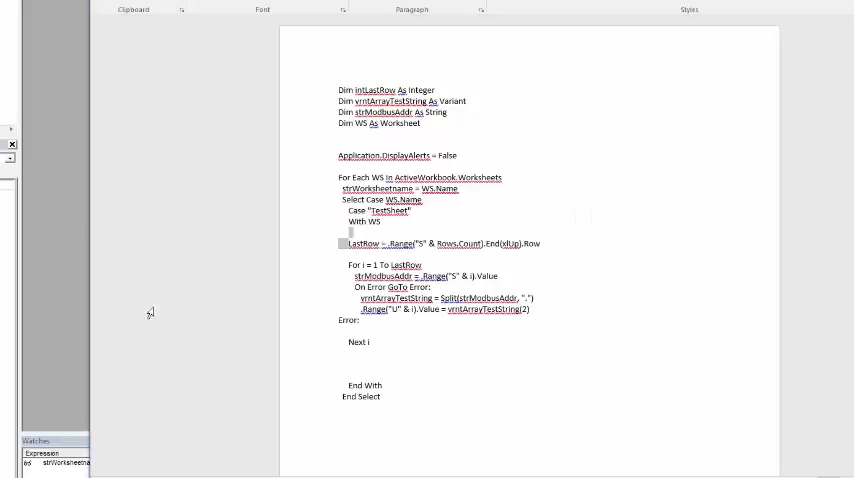 Clipboard
Font
Paragraph
Styles
Dim intLastRow As Integer
Dim vrntArrayTestString As Variant
Dim strModbusAddr As String
Dim WS As Worksheet
Application.DisplayAlerts = False
For Each WS In ActiveWorkbook.Worksheets
strWorksheetname = WS.Name
Select Case WS.Name
Case "TestSheet"
With WS
LastRow = .Range("S" & Rows.Count).End(xlUp).Row
For i = 1 To LastRow
strModbusAddr = .Range("S" & i).Value
On Error GoTo Error:
vrntArrayTestString = Split(strModbusAddr, ".")
.Range("U" & i).Value = vrntArrayTestString(2)
Error:
Next i
End With
End Select
Watches
Expression
strWorksheetna